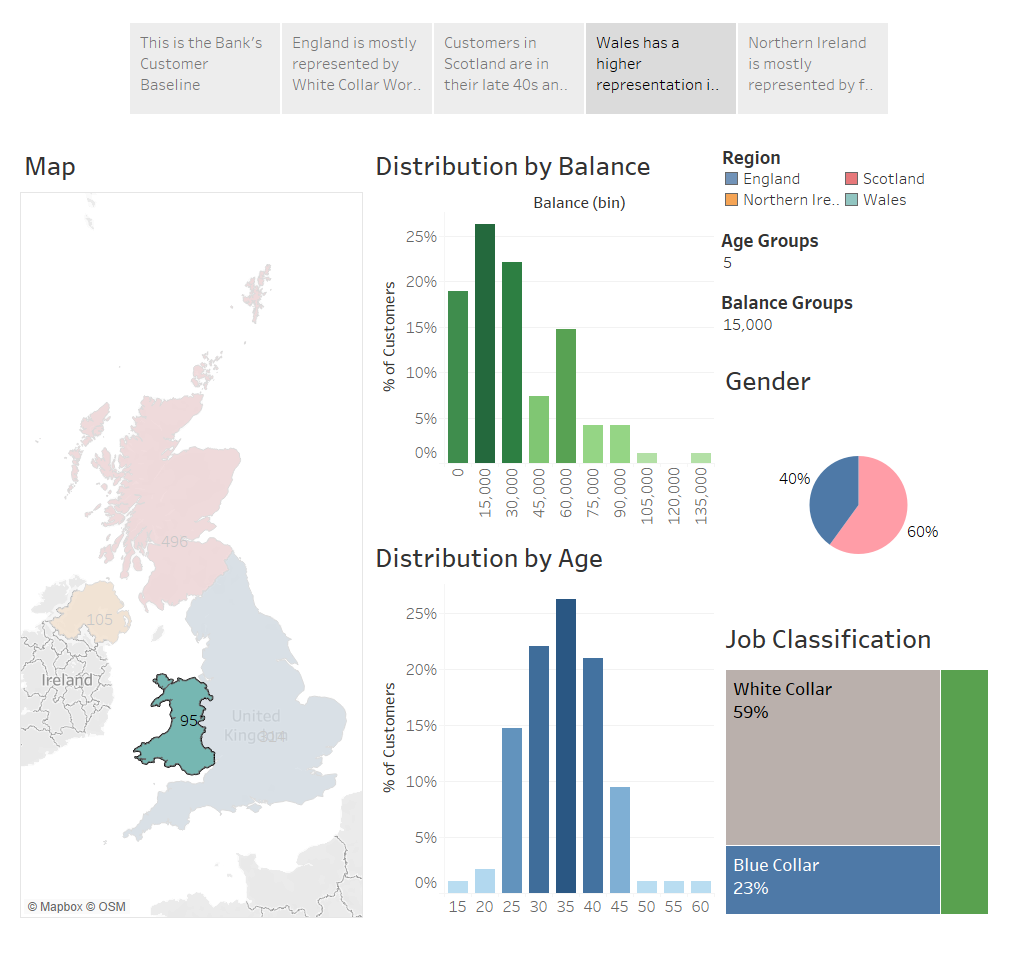 This is the Bank's
Customer
Baseline
England is mostly
represented by
White Collar Wor..
Customers in
Scotland are in
their late 40s an..
Wales has a
higher
representation i..
Northern Ireland
is mostly
represented by f..
Map
496
105
Ireland
95
United
Kingdom
© Mapbox © OSM
Distribution by Balance
Balance (bin)
% of Customers
25%
20%
15%
10%
5%
0%
0
15,000
30,000
45,000
60,000
75,000
90,000
105,000
120,000
135,000
Distribution by Age
% of Customers
25%
20%
15%
10%
5%
0%
15 20 25 30 35 40 45 50 55 60
Region
England Scotland
Northern Ire.. Wales
Age Groups
5
Balance Groups
15,000
Gender
40%
60%
Job Classification
White Collar
59%
Blue Collar
23%